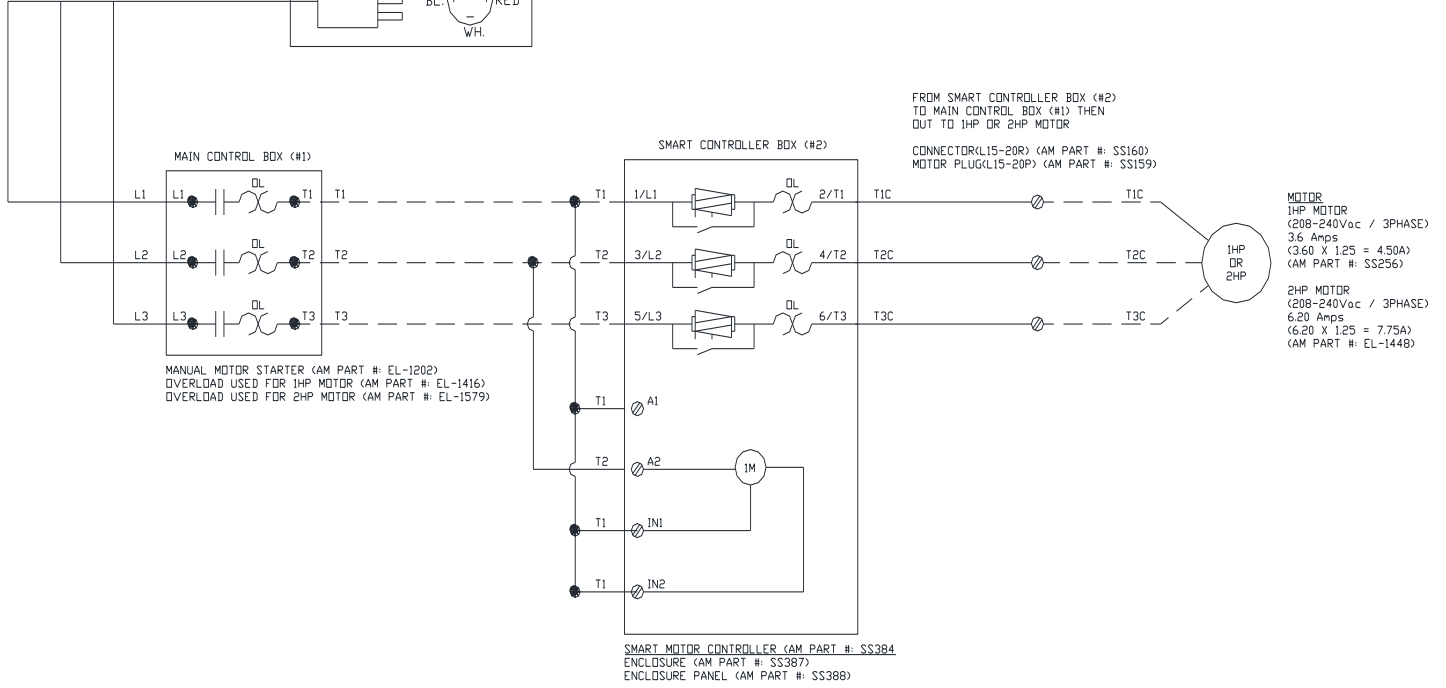 BL. RED
WH.
FROM SMART CONTROLLER BOX (#2)
TO MAIN CONTROL BOX (#1) THEN
OUT TO 1HP OR 2HP MOTOR
CONNECTOR(L15-20R) (AM PART #: SS160)
MOTOR PLUG(L15-20P) (AM PART #: SS159)
MAIN CONTROL BOX (#1)
SMART CONTROLLER BOX (#2)
L1 L1 OL T1 T1 T1 1/L1 OL 2/T1 T1C T1C
L2 L2 OL T2 T2 T2 3/L2 OL 4/T2 T2C T2C
L3 L3 OL T3 T3 T3 5/L3 OL 6/T3 T3C T3C
1HP
OR
2HP
MOTOR
1HP MOTOR
(208-240Vac / 3PHASE)
3.6 Amps
(3.60 X 1.25 = 4.50A)
(AM PART #: SS256)
2HP MOTOR
(208-240Vac / 3PHASE)
6.20 Amps
(6.20 X 1.25 = 7.75A)
(AM PART #: EL-1448)
MANUAL MOTOR STARTER (AM PART #: EL-1202)
OVERLOAD USED FOR 1HP MOTOR (AM PART #: EL-1416)
OVERLOAD USED FOR 2HP MOTOR (AM PART #: EL-1579)
T1 A1
T2 A2 1M
T1 IN1
T1 IN2
SMART MOTOR CONTROLLER (AM PART #: SS384
ENCLOSURE (AM PART #: SS387)
ENCLOSURE PANEL (AM PART #: SS388)